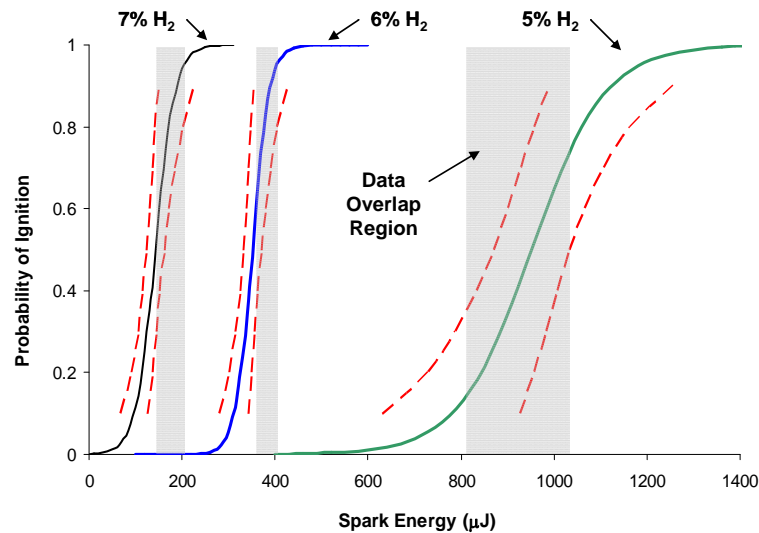 7% H₂
6% H₂
5% H₂
1
0.8
0.6
0.4
0.2
0
Probability of Ignition
Data
Overlap
Region
0
200
400
600
800
1000
1200
1400
Spark Energy (μJ)